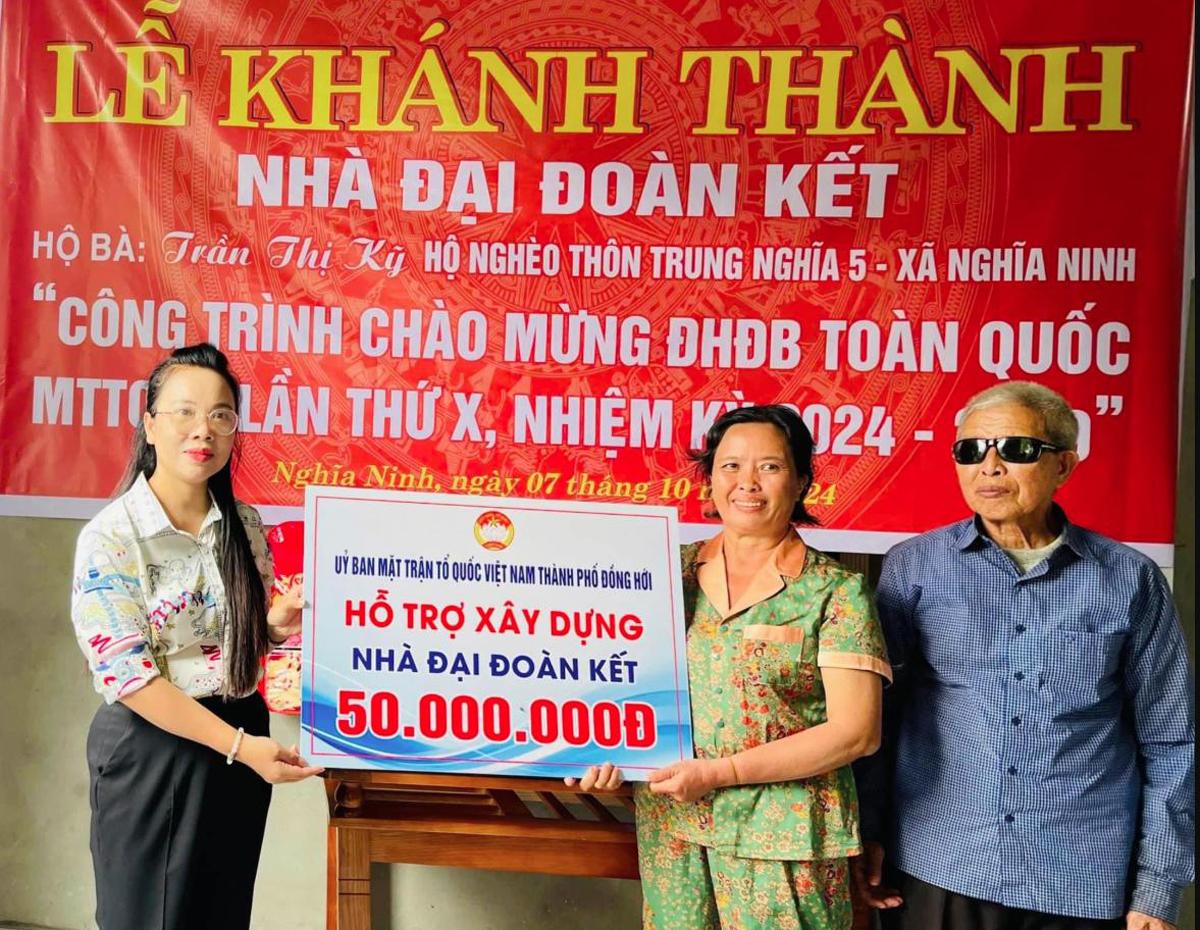 LỄ KHÁNH THÀNH
NHÀ ĐẠI ĐOÀN KẾT
HỘ BÀ: Trần Thị Kỹ HỘ NGHÈO THÔN TRUNG NGHĨA 5 - XÃ NGHĨA NINH
“CÔNG TRÌNH CHÀO MỪNG ĐHĐB TOÀN QUỐC
LẦN THỨ X, NHIỆM KỲ 2024 - ”
Nghĩa Ninh, ngày 07 tháng 10
UỶ BAN MẶT TRẬN TỔ QUỐC VIỆT NAM THÀNH PHỐ ĐỒNG HỚI
HỖ TRỢ XÂY DỰNG
NHÀ ĐẠI ĐOÀN KẾT
50.000.000Đ